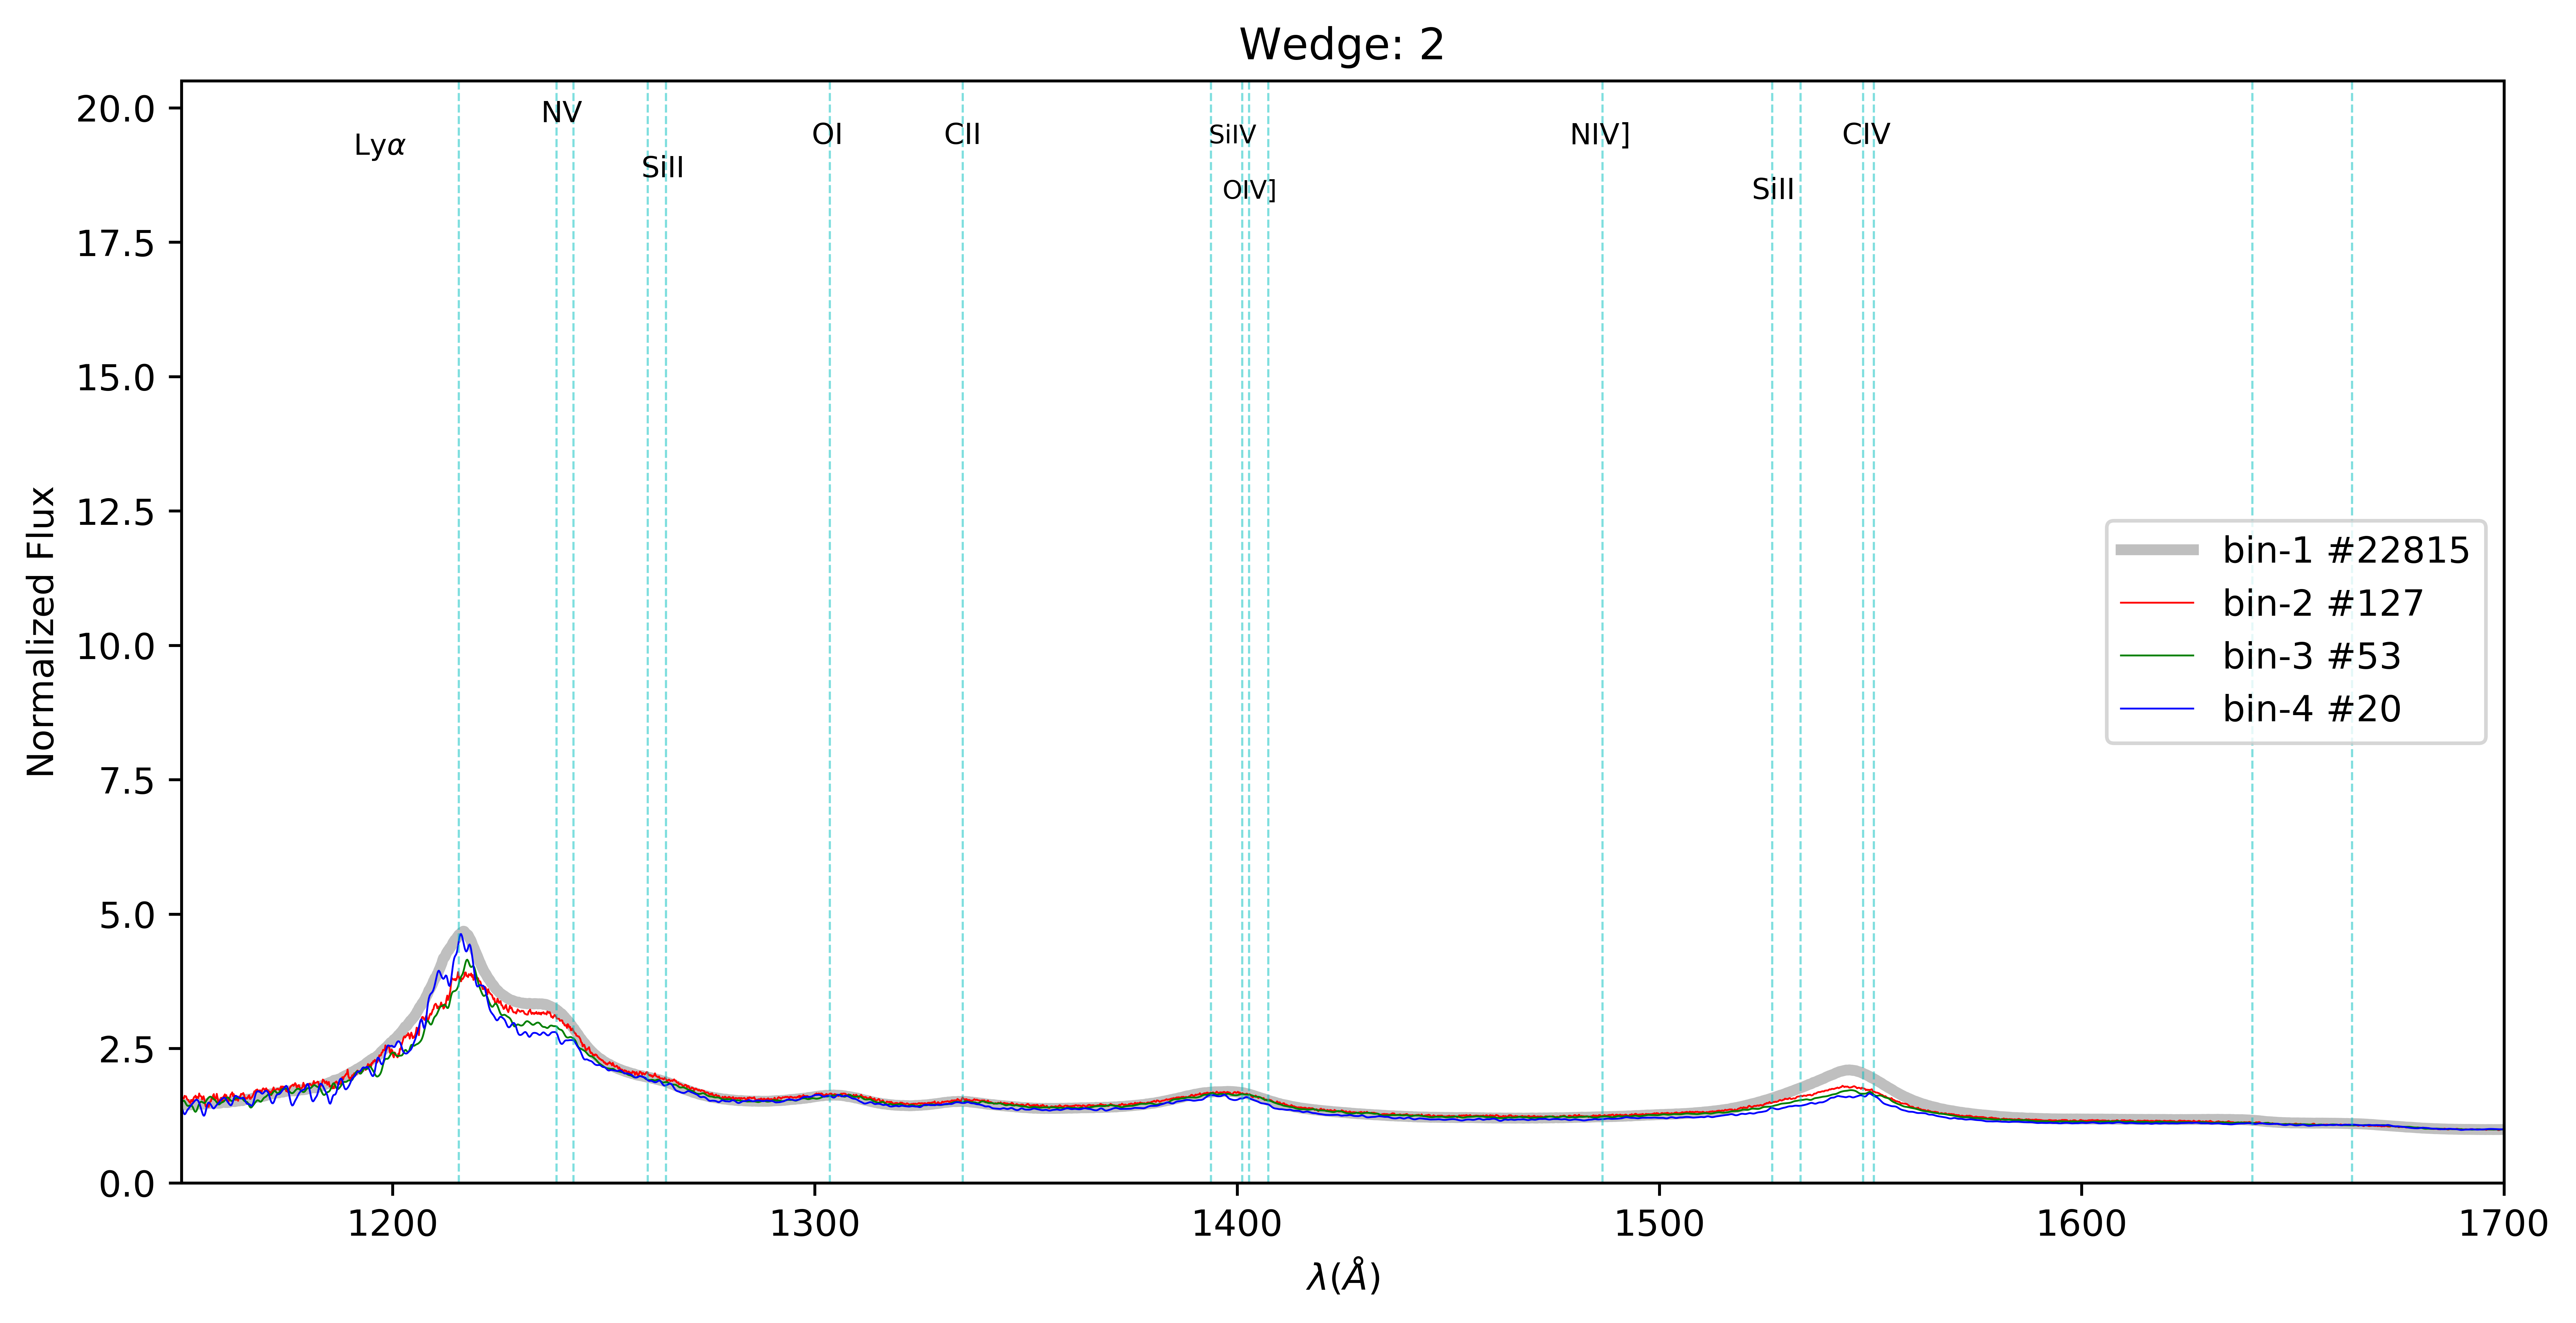 Wedge: 2
20.0
17.5
15.0
12.5
10.0
7.5
5.0
2.5
0.0
Normalized Flux
Lyα
NV
SiII
OI
CII
SiIV
OIV]
NIV]
SiII
CIV
bin-1 #22815
bin-2 #127
bin-3 #53
bin-4 #20
1200
1300
1400
1500
1600
1700
λ(Å)